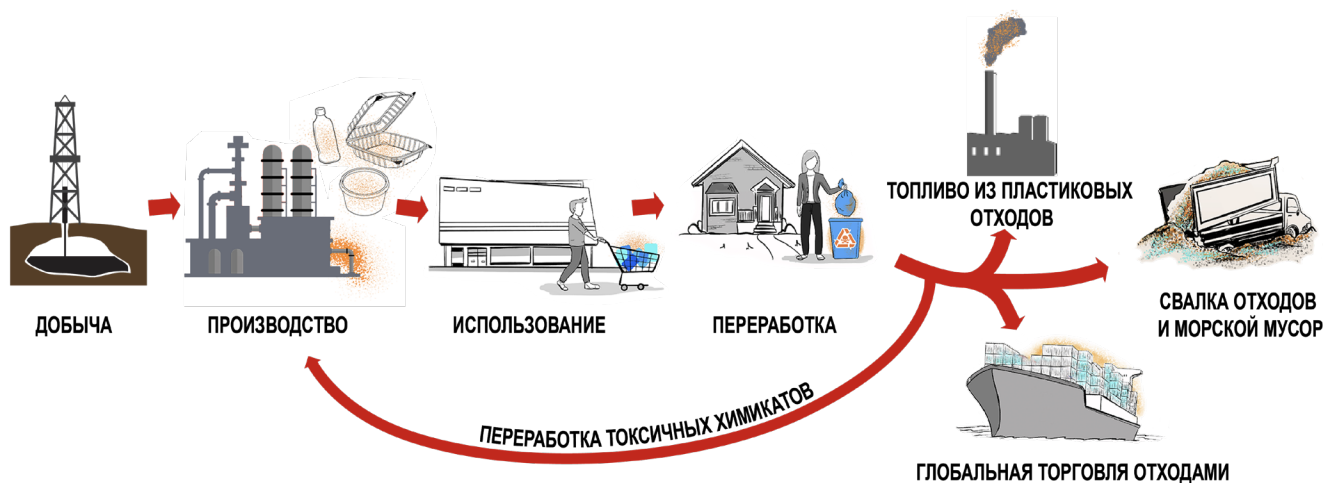 ДОБЫЧА
ПРОИЗВОДСТВО
ИСПОЛЬЗОВАНИЕ
ПЕРЕРАБОТКА
ТОПЛИВО ИЗ ПЛАСТИКОВЫХ
ОТХОДОВ
СВАЛКА ОТХОДОВ
И МОРСКОЙ МУСОР
ГЛОБАЛЬНАЯ ТОРГОВЛЯ ОТХОДАМИ
ПЕРЕРАБОТКА ТОКСИЧНЫХ ХИМИКАТОВ